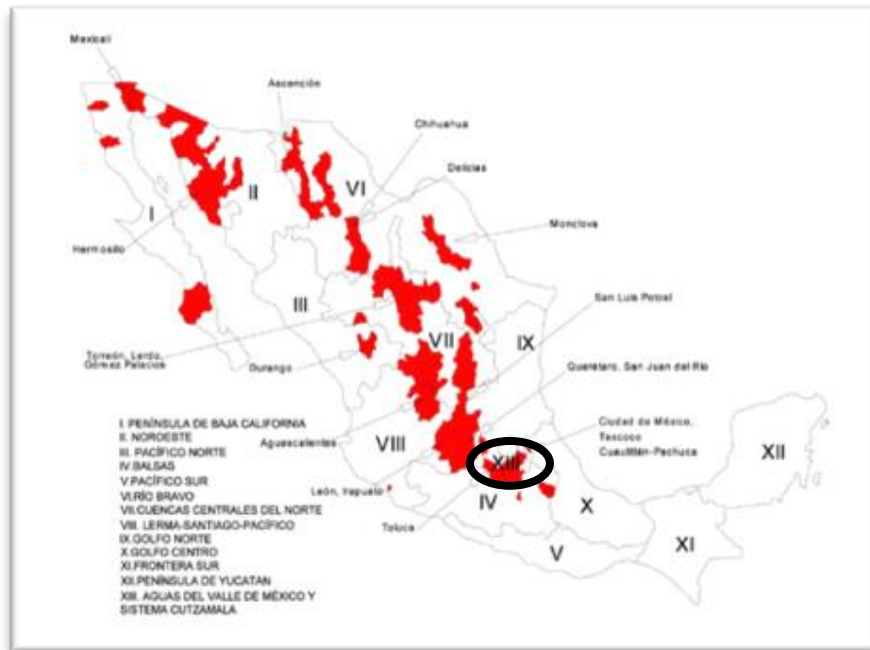 Mexicali
Ascención
Chihuahua
Delicias
II
VI
I
Monclova
Hermosillo
San Luis Potosí
III
IX
VII
Torreón, Lerdo,
Gómez Palacios
Durango
Querétaro, San Juan del Río
I. PENÍNSULA DE BAJA CALIFORNIA
II. NOROESTE
III. PACÍFICO NORTE
IV.BALSAS
V.PACÍFICO SUR
VI.RÍO BRAVO
VII.CUENCAS CENTRALES DEL NORTE
VIII. LERMA-SANTIAGO-PACÍFICO
IX.GOLFO NORTE
X.GOLFO CENTRO
XI.FRONTERA SUR
XII.PENÍNSULA DE YUCATAN
XIII. AGUAS DEL VALLE DE MÉXICO Y
SISTEMA CUTZAMALA
Aguascalientes
VIII
Ciudad de México,
Texcoco
Cuautitlán-Pachuca
XII
XIII
León, Irapuato
IV
X
Toluca
V
XI